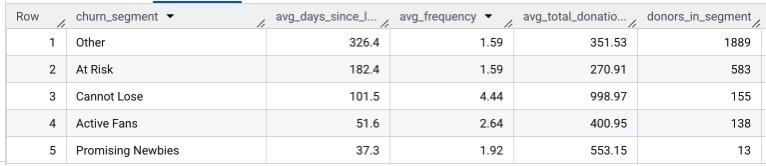 Row churn_segment avg_days_since_l... avg_frequency avg_total_donatio... donors_in_segment
1 Other 326.4 1.59 351.53 1889
2 At Risk 182.4 1.59 270.91 583
3 Cannot Lose 101.5 4.44 998.97 155
4 Active Fans 51.6 2.64 400.95 138
5 Promising Newbies 37.3 1.92 553.15 13